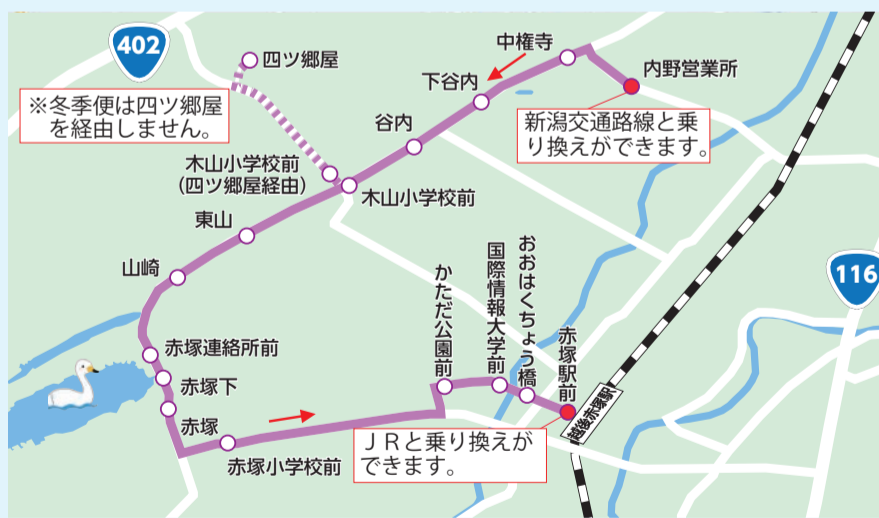 402
四ツ郷屋
※冬季便は四ツ郷屋
を経由しません。
中権寺
内野営業所
下谷内
新潟交通路線と乗
り換えができます。
谷内
木山小学校前
(四ツ郷屋経由)
木山小学校前
東山
山崎
116
おおはくちょう橋
国際情報大学前
かただ公園前
赤塚駅前
越後赤塚駅
赤塚連絡所前
赤塚下
赤塚
赤塚小学校前
JRと乗り換えが
できます。